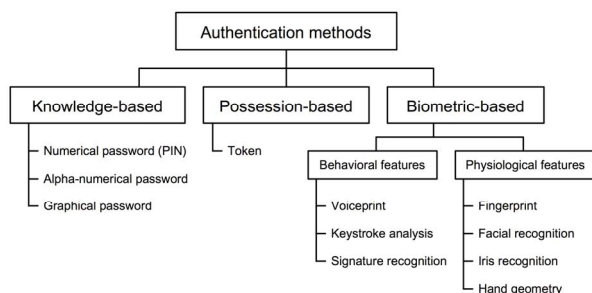 Authentication methods
Knowledge-based
Possession-based
Biometric-based
Numerical password (PIN)
Alpha-numerical password
Graphical password
Token
Behavioral features
Physiological features
Voiceprint
Keystroke analysis
Signature recognition
Fingerprint
Facial recognition
Iris recognition
Hand geometry